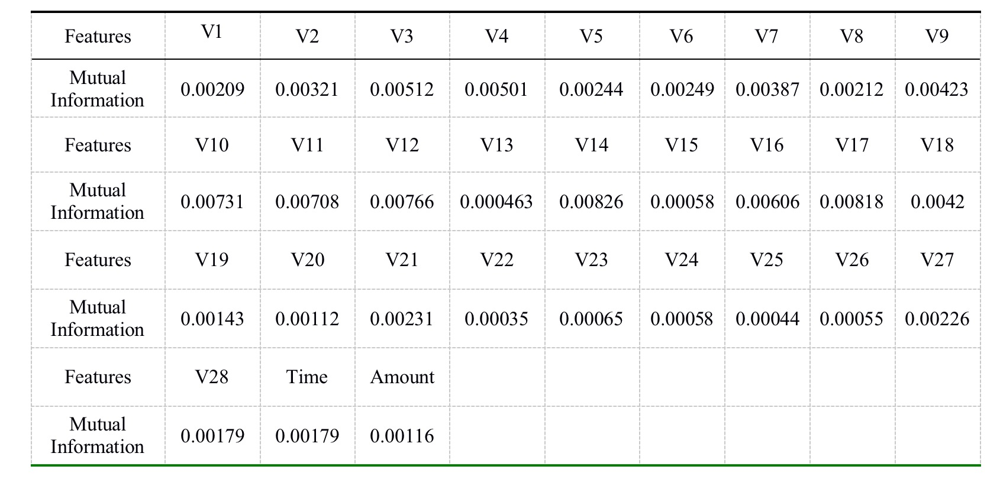 Features V1 V2 V3 V4 V5 V6 V7 V8 V9
Mutual Information 0.00209 0.00321 0.00512 0.00501 0.00244 0.00249 0.00387 0.00212 0.00423
Features V10 V11 V12 V13 V14 V15 V16 V17 V18
Mutual Information 0.00731 0.00708 0.00766 0.000463 0.00826 0.00058 0.00606 0.00818 0.0042
Features V19 V20 V21 V22 V23 V24 V25 V26 V27
Mutual Information 0.00143 0.00112 0.00231 0.00035 0.00065 0.00058 0.00044 0.00055 0.00226
Features V28 Time Amount
Mutual Information 0.00179 0.00179 0.00116